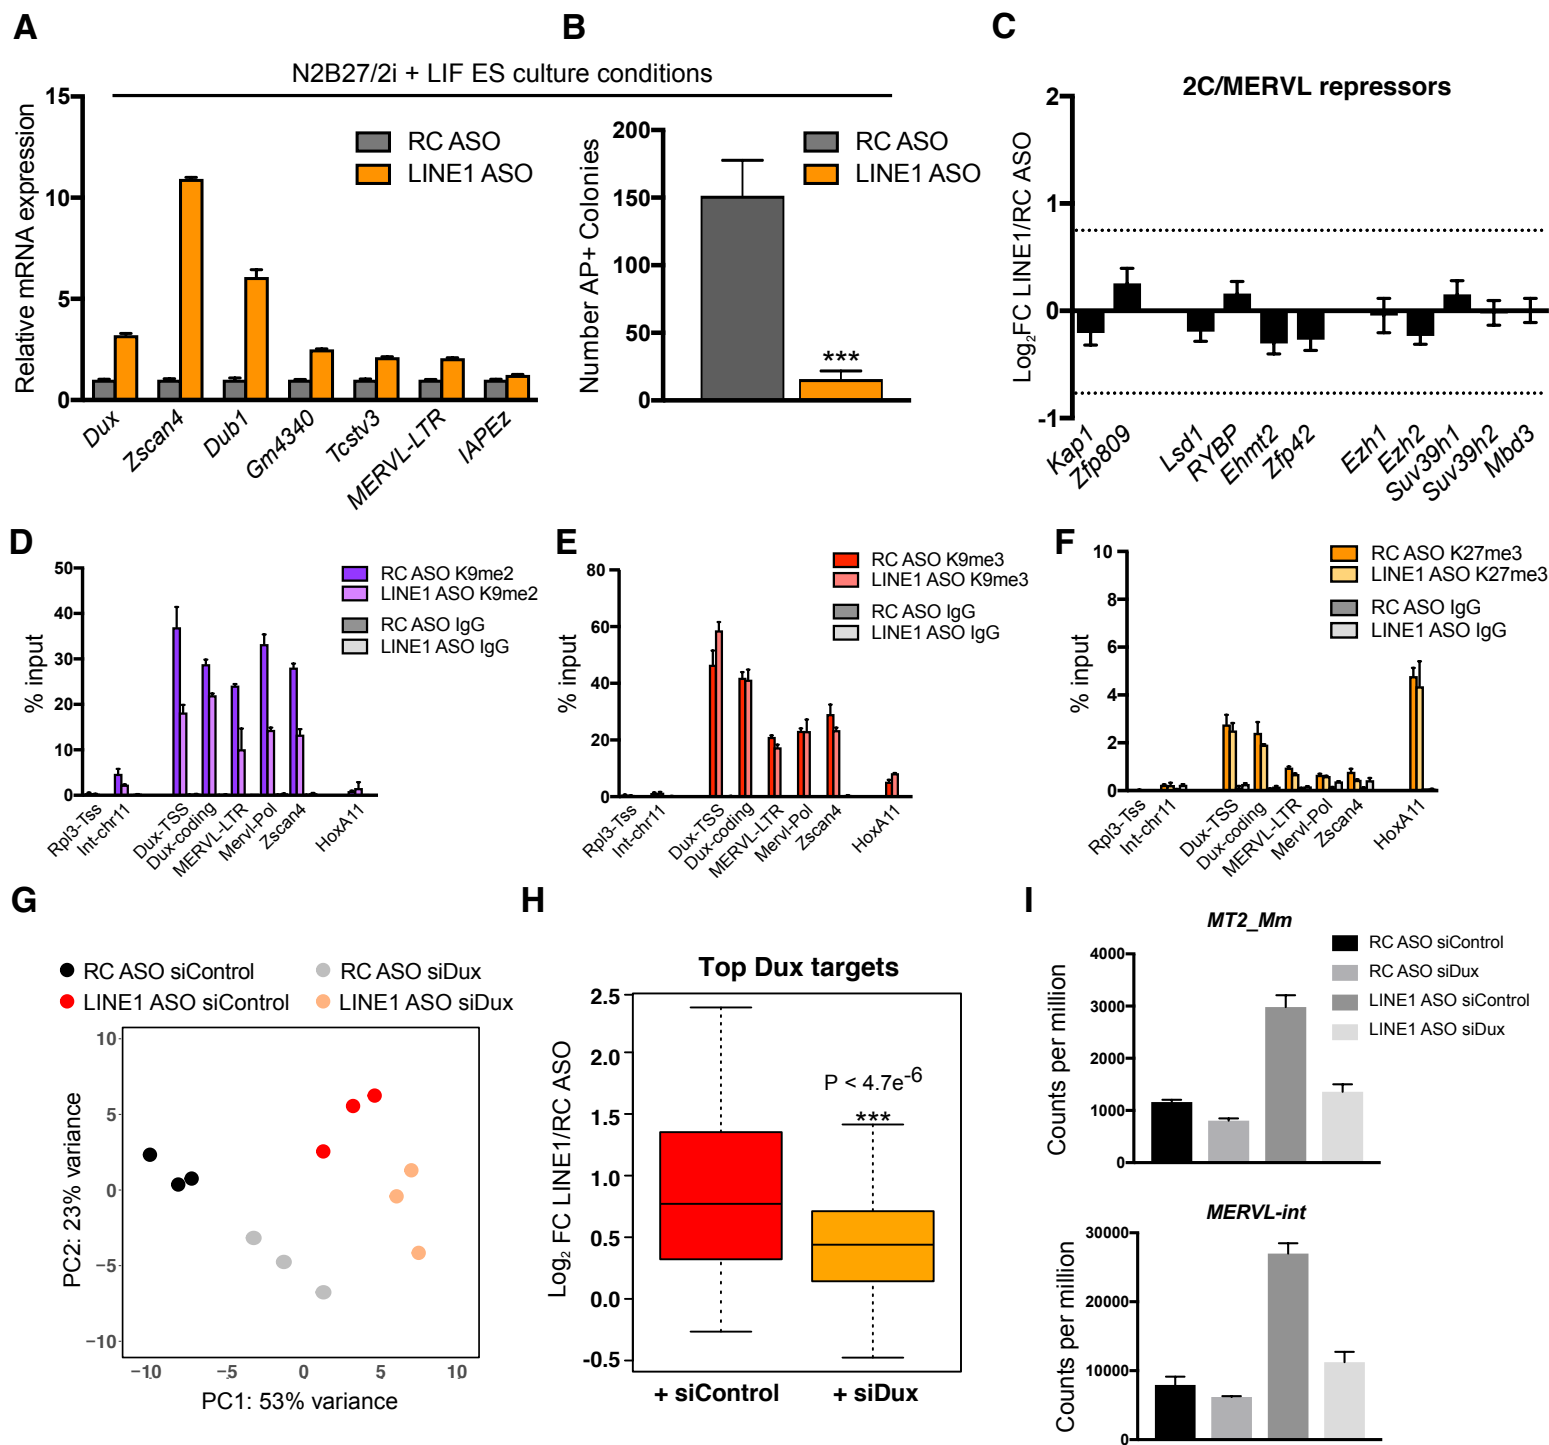 A
B
C
N2B27/2i + LIF ES culture conditions
Relative mRNA expression
15
10
5
0
RC ASO
LINE1 ASO
Dux
Zscan4
Dub1
Gm4340
Tcstv3
MERVL-LTR
IAPEz
Number AP+ Colonies
200
150
100
50
0
RC ASO
LINE1 ASO
***
2C/MERVL repressors
Log2FC LINE1/RC ASO
2
1
0
-1
Kap1
Zfp809
Lsd1
RYBP
Ehmt2
Zfp42
Ezh1
Ezh2
Suv39h1
Suv39h2
Mbd3
D
% input
50
40
30
20
10
0
RC ASO K9me2
LINE1 ASO K9me2
RC ASO IgG
LINE1 ASO IgG
Rpl3-Tss
Int-chr11
Dux-TSS
Dux-coding
MERVL-LTR
Mervl-Pol
Zscan4
HoxA11
E
% input
80
60
40
20
0
RC ASO K9me3
LINE1 ASO K9me3
RC ASO IgG
LINE1 ASO IgG
Rpl3-Tss
Int-chr11
Dux-TSS
Dux-coding
MERVL-LTR
Mervl-Pol
Zscan4
HoxA11
F
% input
10
8
6
4
2
0
RC ASO K27me3
LINE1 ASO K27me3
RC ASO IgG
LINE1 ASO IgG
Rpl3-Tss
Int-chr11
Dux-TSS
Dux-coding
MERVL-LTR
Mervl-Pol
Zscan4
HoxA11
G
RC ASO siControl
RC ASO siDux
LINE1 ASO siControl
LINE1 ASO siDux
PC2: 23% variance
10
5
0
−5
−10
−10
−5
0
5
10
PC1: 53% variance
H
Top Dux targets
Log2 FC LINE1/RC ASO
2.5
2.0
1.5
1.0
0.5
0.0
-0.5
P < 4.7e-6
***
+ siControl
+ siDux
I
MT2_Mm
Counts per million
4000
3000
2000
1000
0
RC ASO siControl
RC ASO siDux
LINE1 ASO siControl
LINE1 ASO siDux
MERVL-int
Counts per million
30000
20000
10000
0